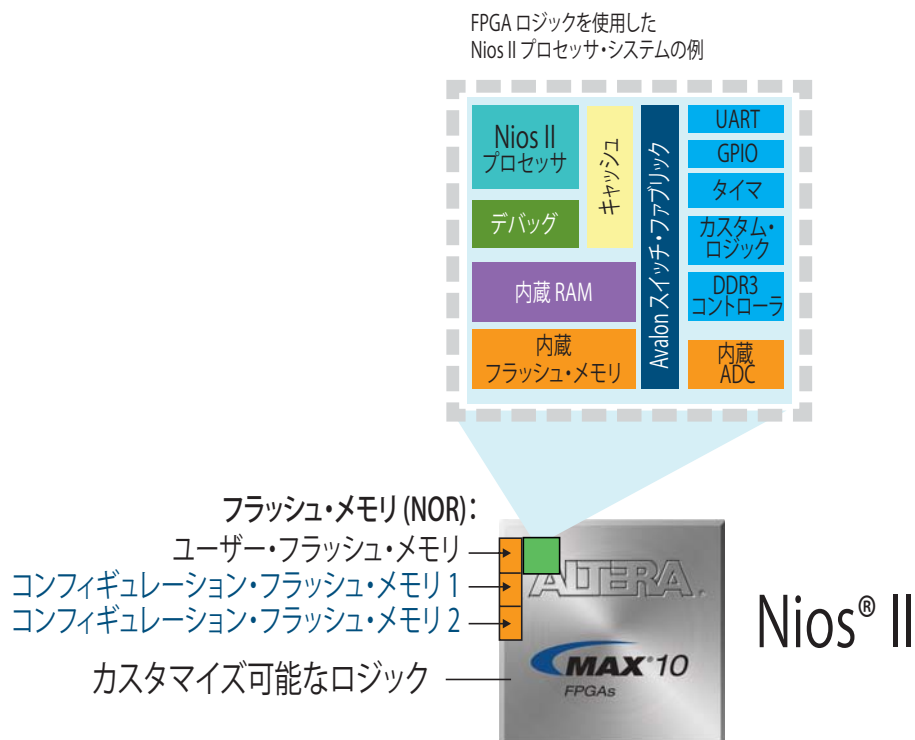 FPGA ロジックを使用した
Nios II プロセッサ・システムの例
Nios II
プロセッサ
デバッグ
キャッシュ
内蔵 RAM
内蔵
フラッシュ・メモリ
Avalon スイッチ・ファブリック
UART
GPIO
タイマ
カスタム・
ロジック
DDR3
コントローラ
内蔵
ADC
フラッシュ・メモリ (NOR):
ユーザー・フラッシュ・メモリ
コンフィギュレーション・フラッシュ・メモリ 1
コンフィギュレーション・フラッシュ・メモリ 2
カスタマイズ可能なロジック
ALTERA.
MAX® 10
FPGAs
Nios® II